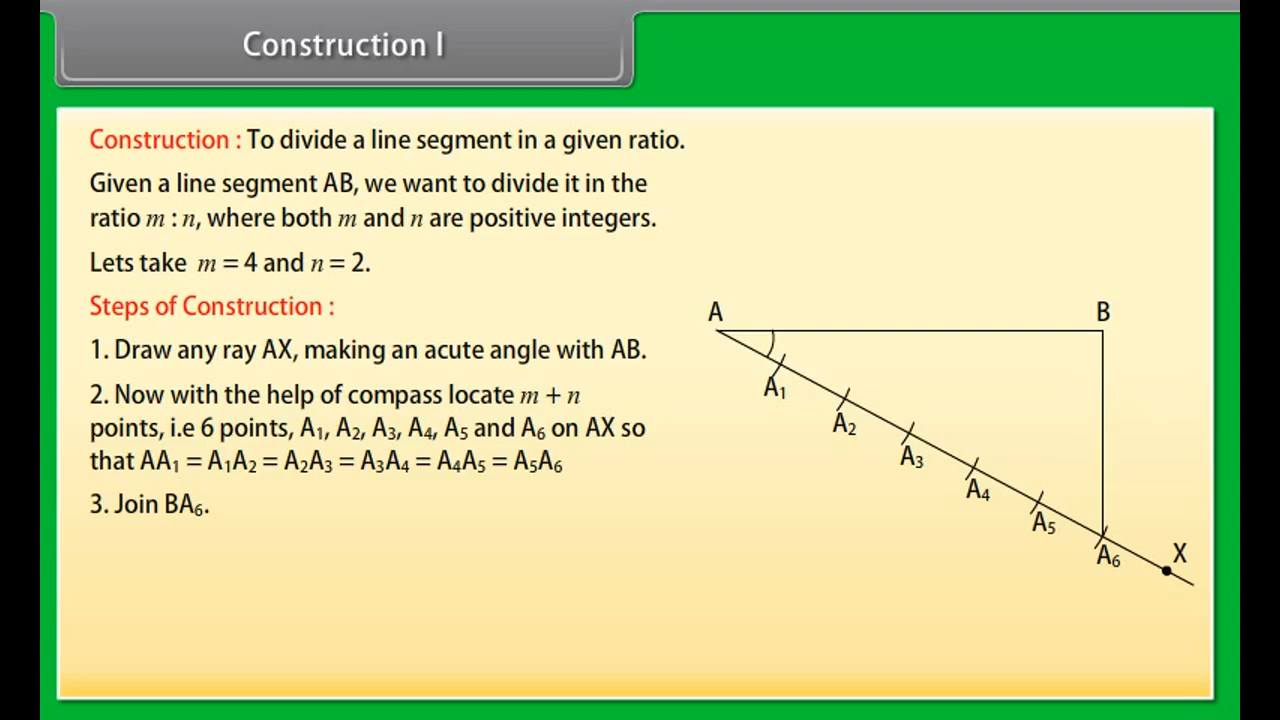 Construction I
Construction : To divide a line segment in a given ratio.
Given a line segment AB, we want to divide it in the
ratio m : n, where both m and n are positive integers.
Lets take m = 4 and n = 2.
Steps of Construction :
1. Draw any ray AX, making an acute angle with AB.
2. Now with the help of compass locate m + n
points, i.e 6 points, A₁, A₂, A₃, A₄, A₅ and A₆ on AX so
that AA₁ = A₁A₂ = A₂A₃ = A₃A₄ = A₄A₅ = A₅A₆
3. Join BA₆.
A
B
A₁
A₂
A₃
A₄
A₅
A₆
X